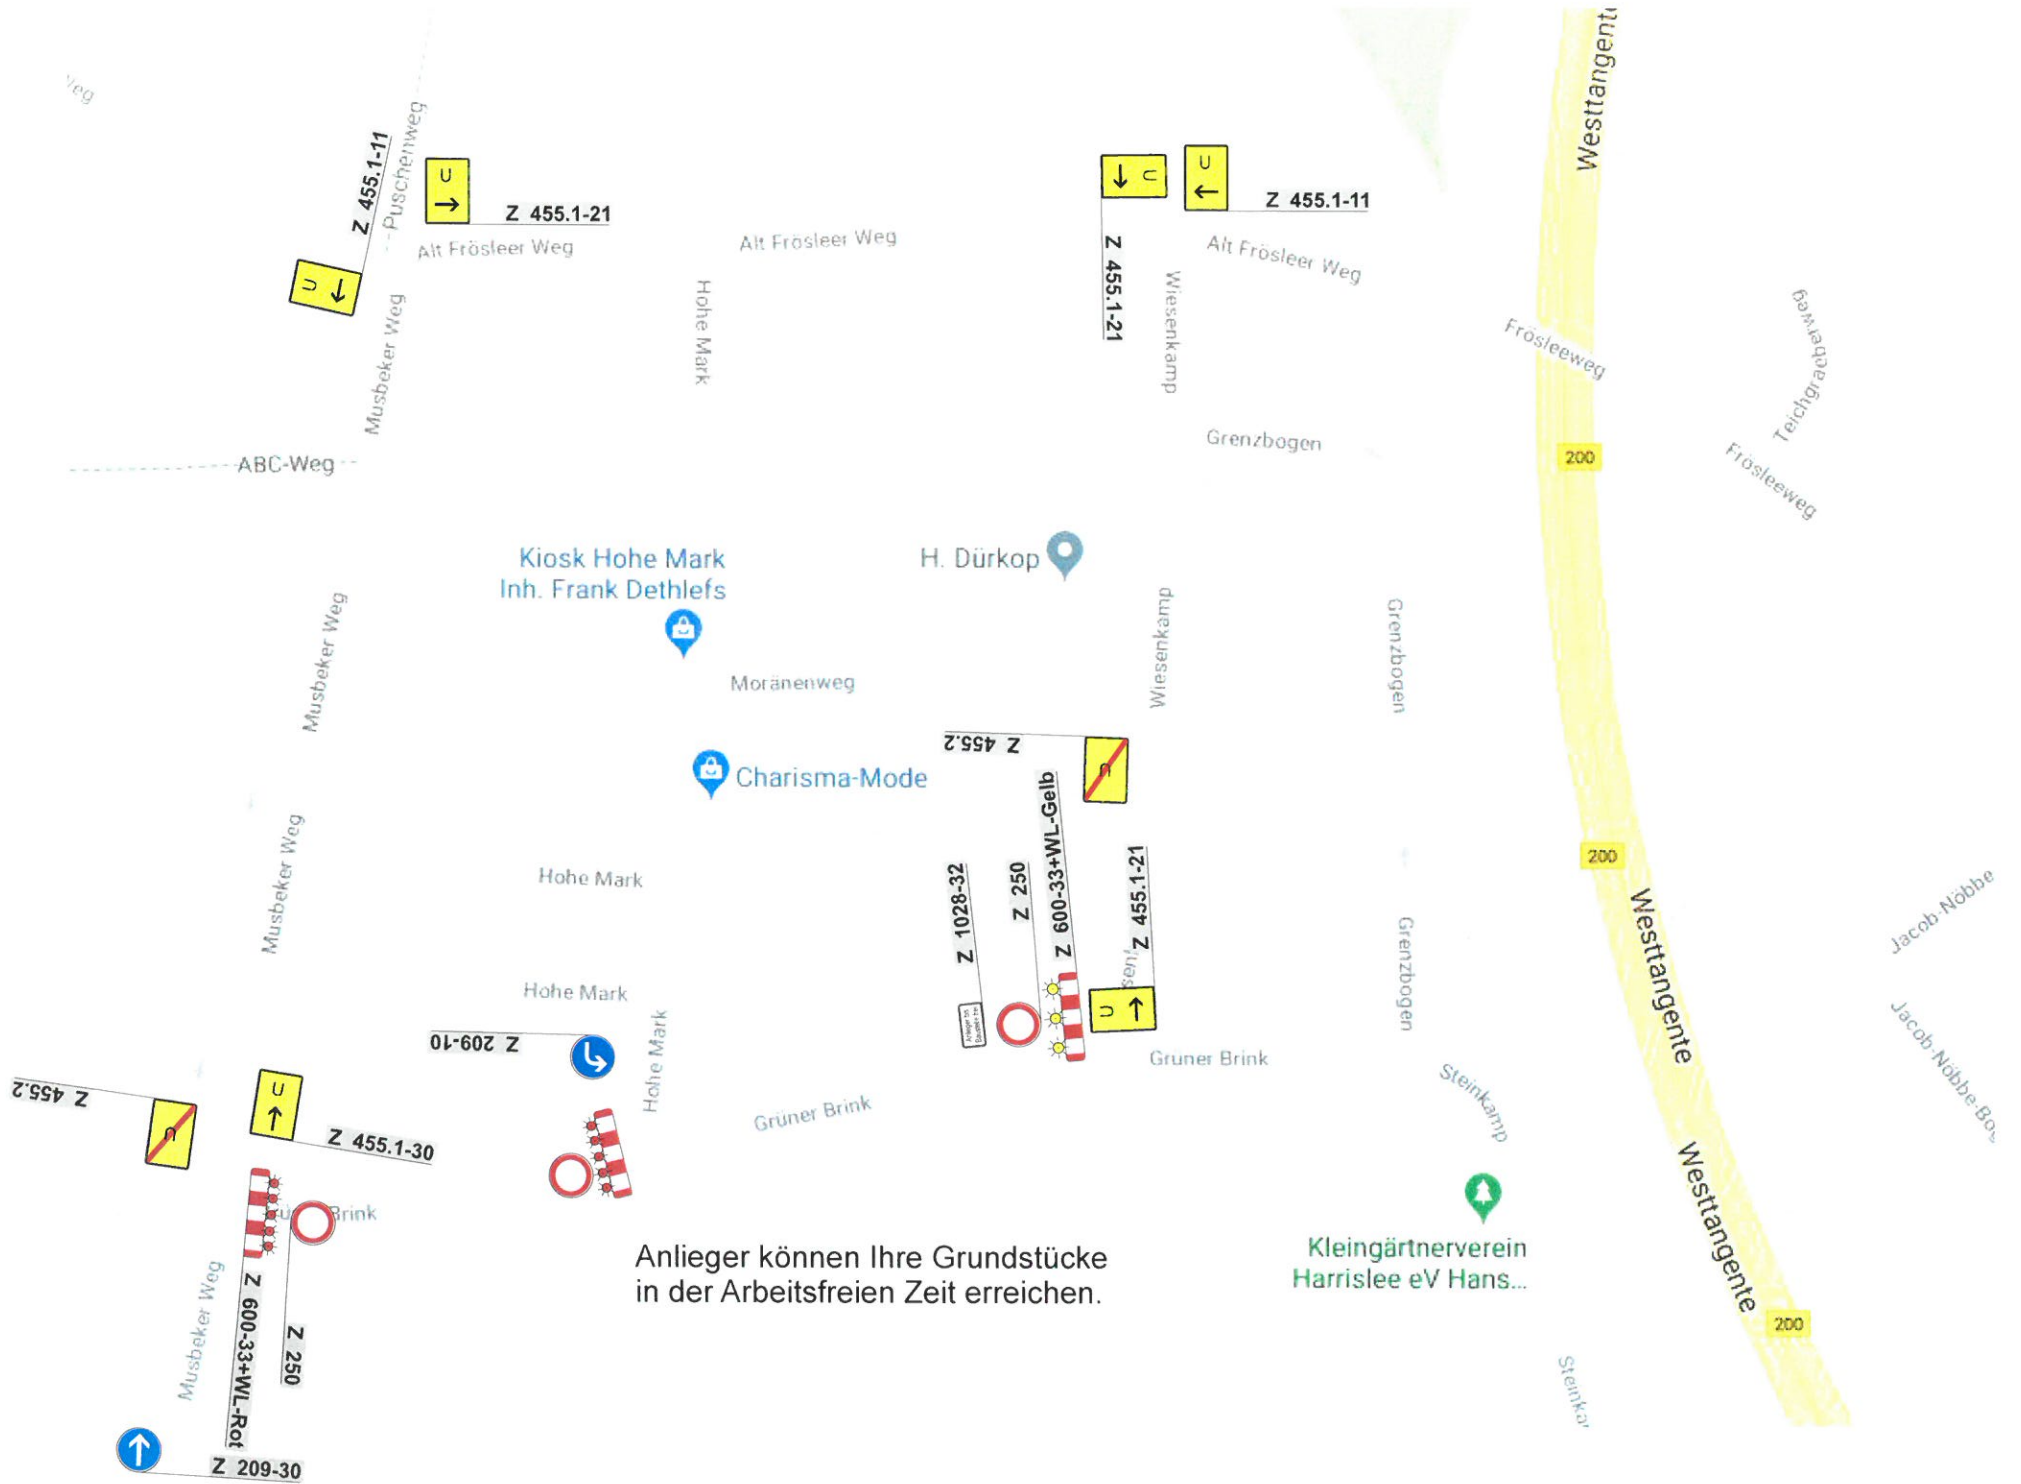 Weg
Z 455.1-11
Puschenweg
U
Z 455.1-21
Alt Frösleer Weg
U
Musbeker Weg
ABC-Weg
Alt Frösleer Weg
Hohe Mark
U
U
Z 455.1-11
Z 455.1-21
Alt Frösleer Weg
Wiesenkamp
Grenzbogen
Westtangente
Frösleeweg
Teichgraeberweg
Frösleeweg
200
Kiosk Hohe Mark
Inh. Frank Dethlefs
H. Dürkop
Musbeker Weg
Moränenweg
Wiesenkamp
Grenzbogen
Z 455.2
U
Charisma-Mode
Musbeker Weg
Hohe Mark
Z 1028-32
Z 250
Z 600-33+WL-Gelb
Z 455.1-21
200
Westtangente
Jacob-Nöbbe
Jacob-Nöbbe-Bog
Hohe Mark
Z 209-10
Hohe Mark
senk
U
Grüner Brink
Grenzbogen
Steinkamp
Z 455.2
U
U
Z 455.1-30
Grüner Brink
Brink
Westtangente
Musbeker Weg
Z 600-33+WL-Rot
Z 250
Anlieger können Ihre Grundstücke
in der Arbeitsfreien Zeit erreichen.
Kleingärtnerverein
Harrislee eV Hans...
200
Steinka
Z 209-30